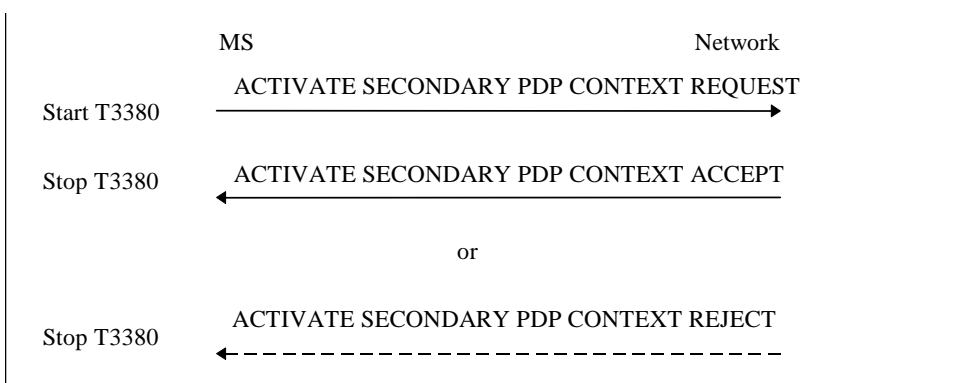 MS Network
ACTIVATE SECONDARY PDP CONTEXT REQUEST
Start T3380
ACTIVATE SECONDARY PDP CONTEXT ACCEPT
Stop T3380
or
ACTIVATE SECONDARY PDP CONTEXT REJECT
Stop T3380